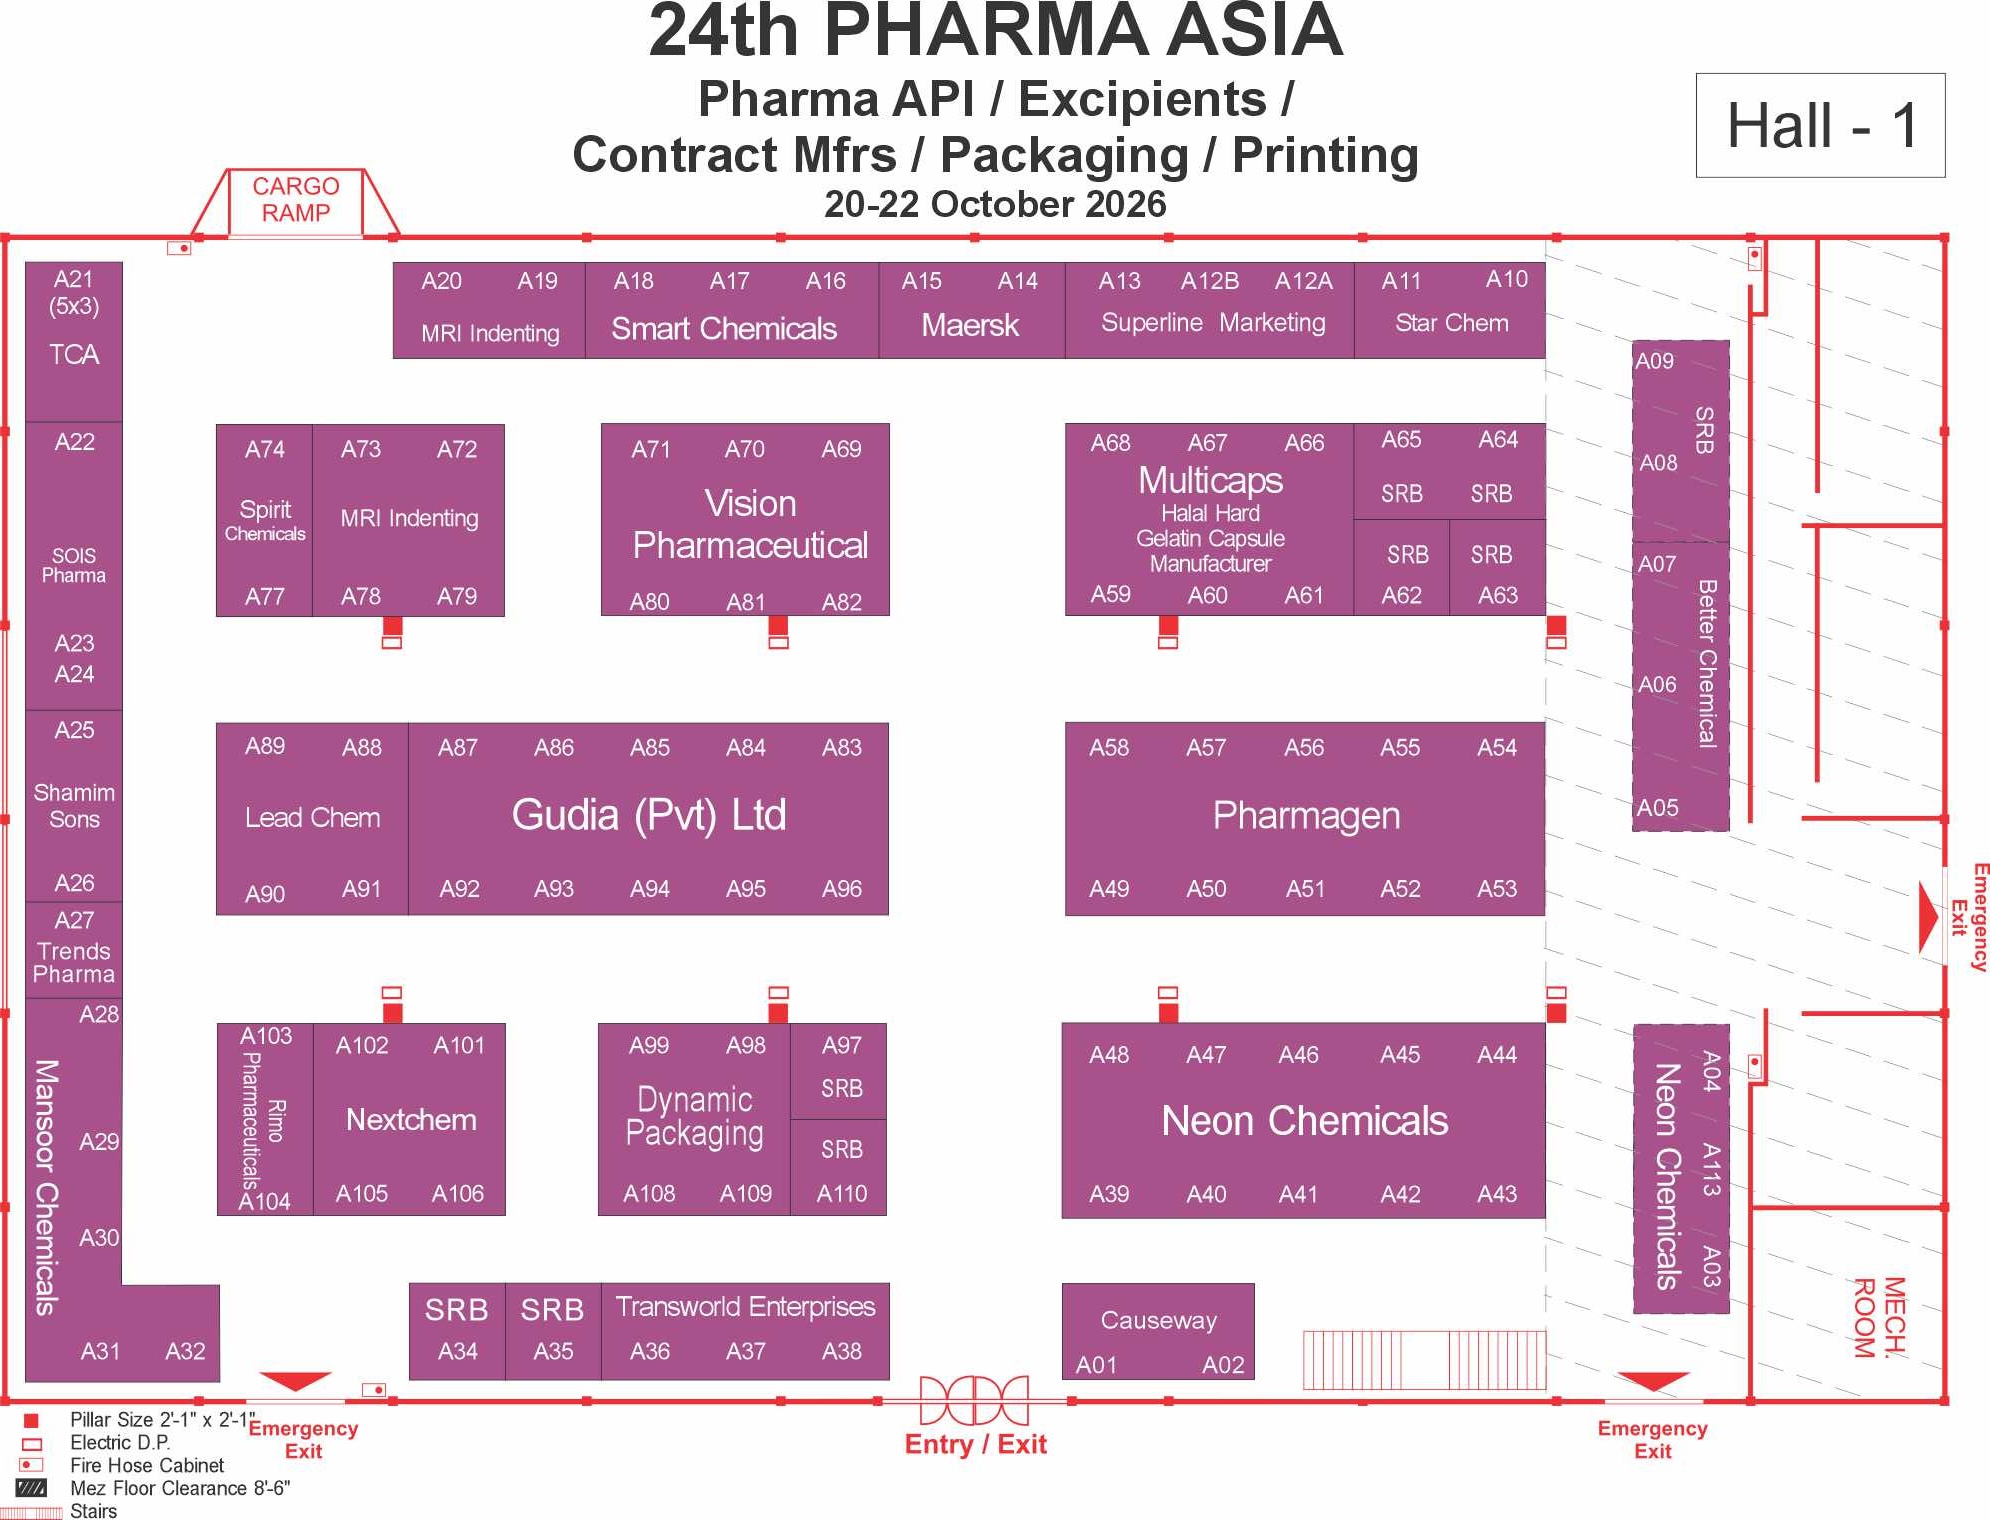 24th PHARMA ASIA
Pharma API / Excipients /
Contract Mfrs / Packaging / Printing
20-22 October 2026
Hall - 1
CARGO
RAMP
A21
(5x3)
TCA
A22
SOIS
Pharma
A23
A24
A25
Shamim
Sons
A26
A27
Trends
Pharma
A28
A29
A30
Mansoor Chemicals
A31 A32
A20 A19
MRI Indenting
A18 A17 A16
Smart Chemicals
A15 A14
Maersk
A13 A12B A12A
Superline Marketing
A11 A10
Star Chem
A74
Spirit
Chemicals
A77
A73 A72
MRI Indenting
A78 A79
A71 A70 A69
Vision
Pharmaceutical
A80 A81 A82
A68 A67 A66
Multicaps
Halal Hard
Gelatin Capsule
Manufacturer
A59 A60 A61
A65 A64
SRB SRB
SRB SRB
A62 A63
A09
SRB
A08
A07
Better Chemical
A06
A05
A89 A88
Lead Chem
A90 A91
A87 A86 A85 A84 A83
Gudia (Pvt) Ltd
A92 A93 A94 A95 A96
A58 A57 A56 A55 A54
Pharmagen
A49 A50 A51 A52 A53
Emergency
Exit
A103
Rimo
Pharmaceuticals
A104
A102 A101
Nextchem
A105 A106
A99 A98
Dynamic
Packaging
A108 A109
A97
SRB
SRB
A110
A48 A47 A46 A45 A44
Neon Chemicals
A39 A40 A41 A42 A43
A04 A113 A03
Neon Chemicals
MECH.
ROOM
SRB
A34
SRB
A35
Transworld Enterprises
A36 A37 A38
Causeway
A01 A02
Entry / Exit
Emergency
Exit
Emergency
Exit
Pillar Size 2'-1" x 2'-1"
Electric D.P.
Fire Hose Cabinet
Mez Floor Clearance 8'-6"
Stairs